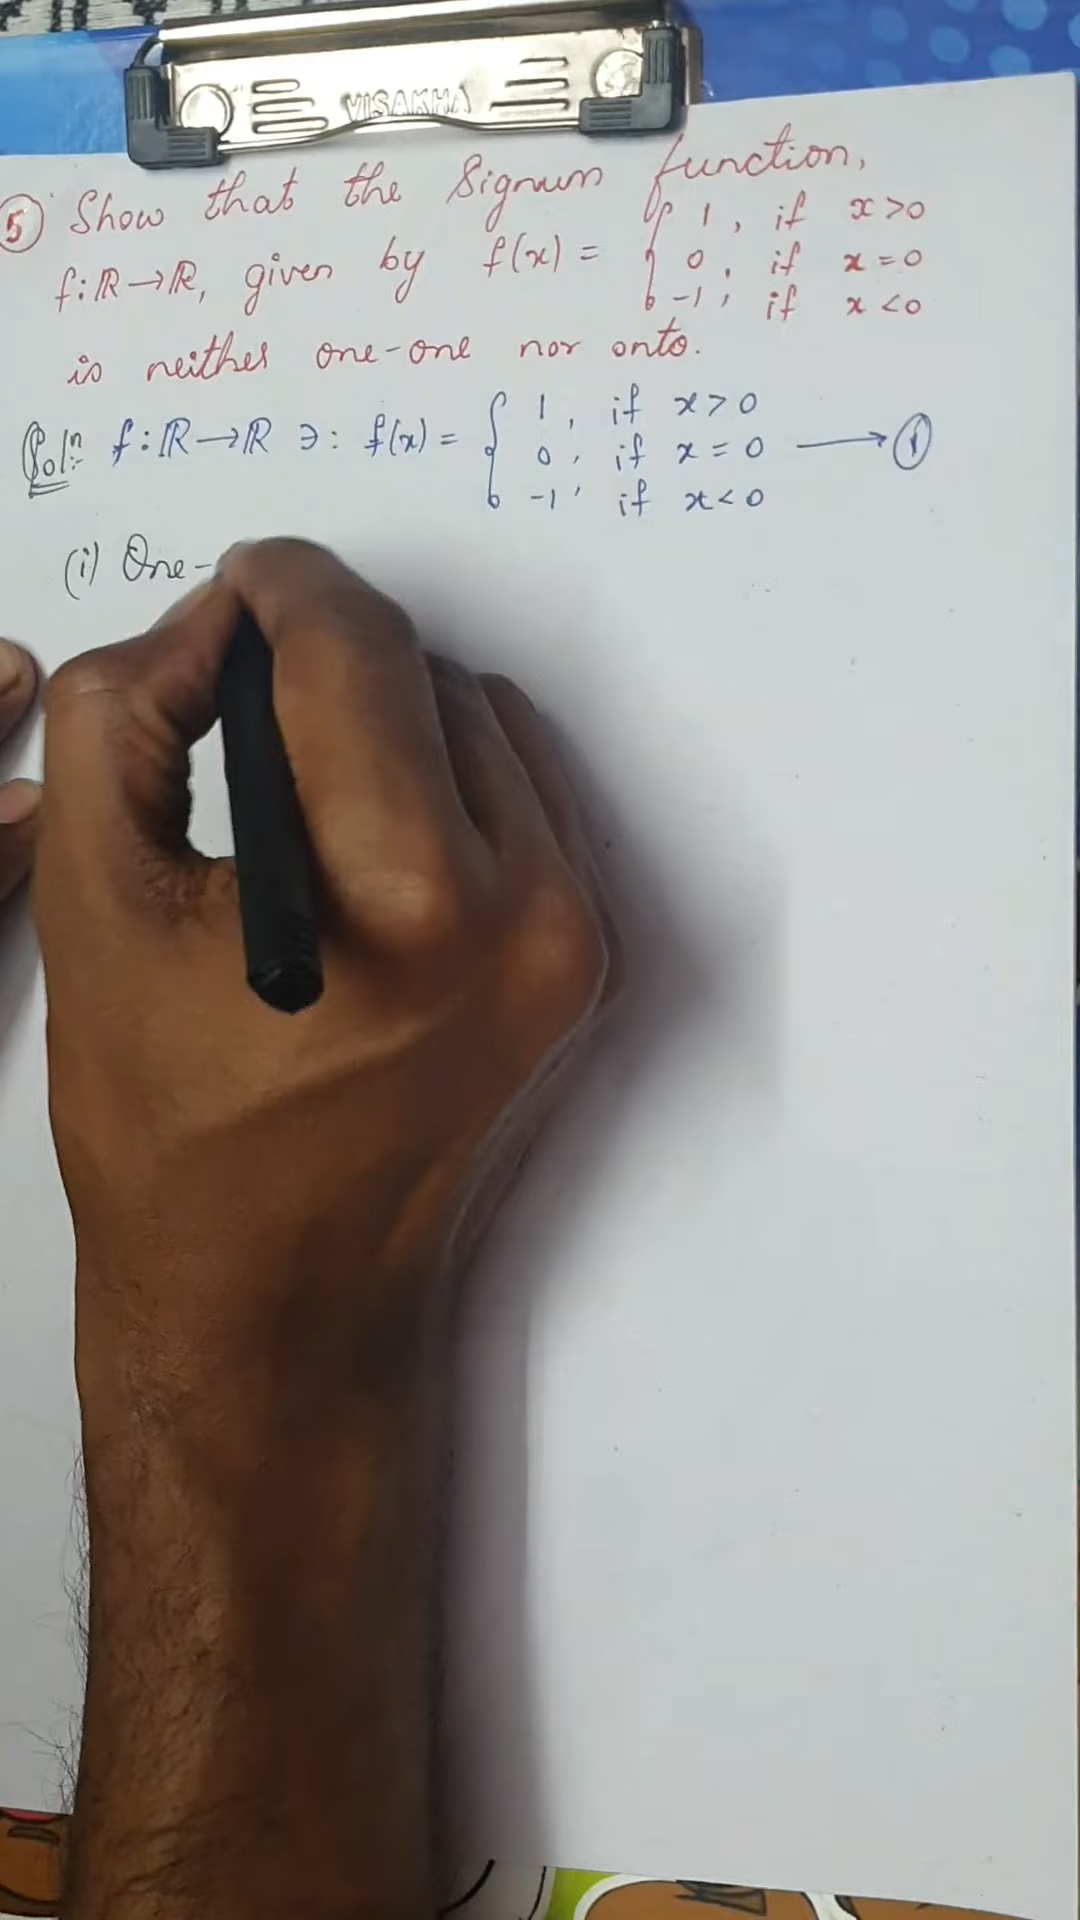 VISAKHA
5 Show that the Signum function,
f:ℝ→ℝ, given by f(x) = { 1, if x>0
0, if x=0
-1, if x<0
is neither one-one nor onto.
Solⁿ:- f:ℝ→ℝ ∋: f(x) = { 1, if x>0
0, if x=0 ⟶ ①
-1, if x<0
(i) One-